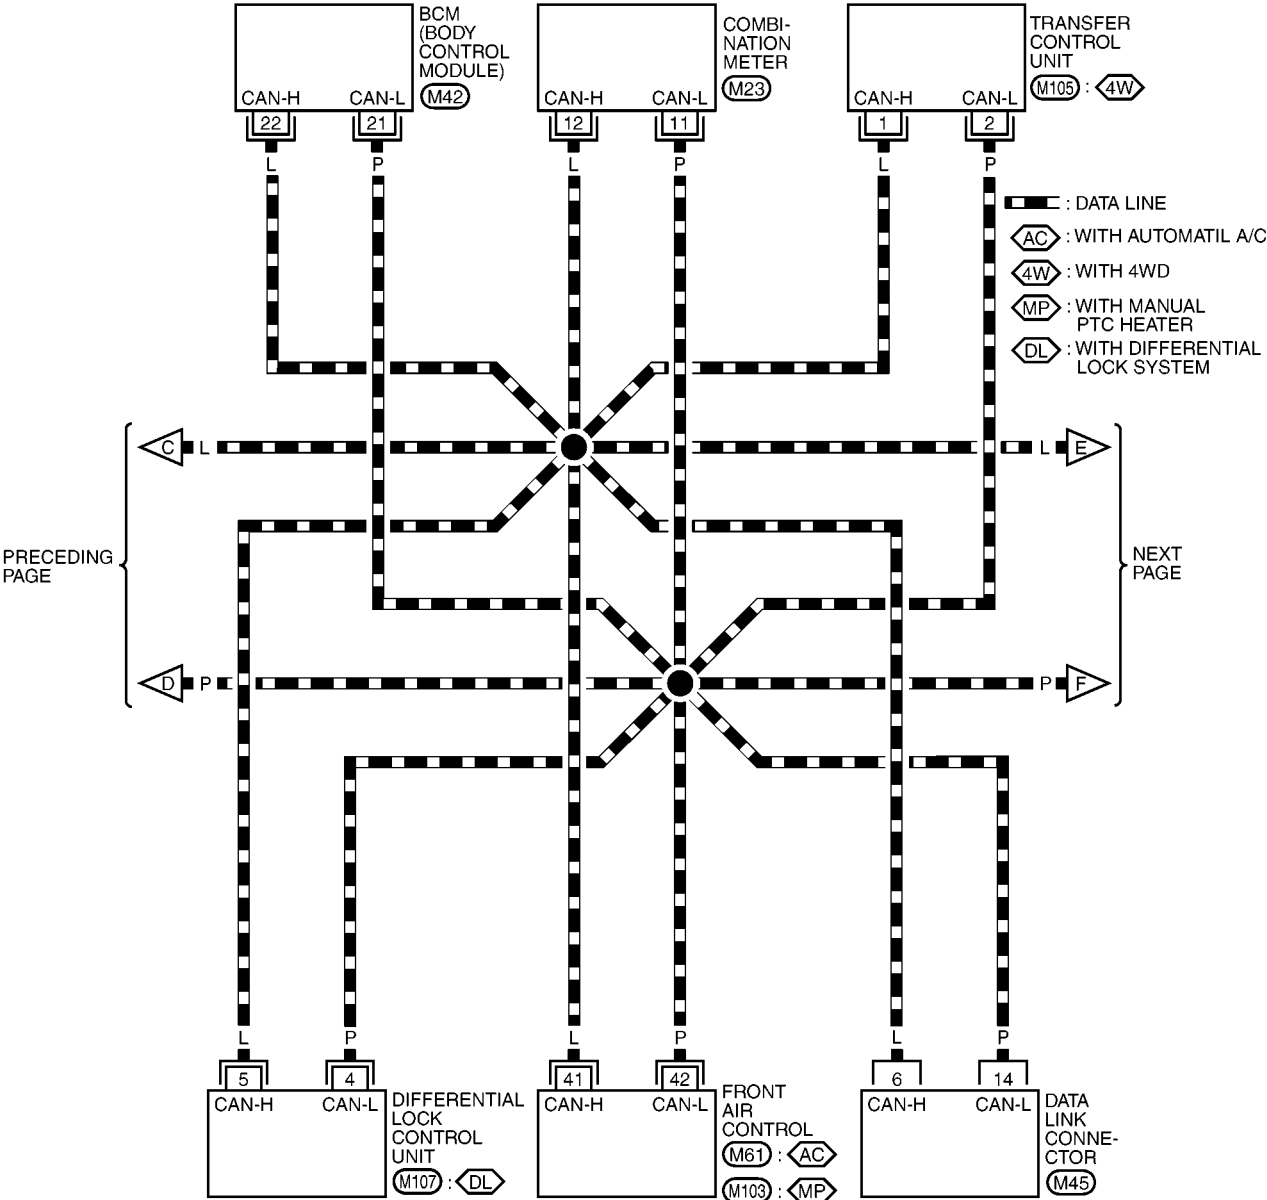 BCM
(BODY
CONTROL
MODULE)
M42
CAN-H CAN-L
22 21
L P
COMBI-
NATION
METER
M23
CAN-H CAN-L
12 11
L P
TRANSFER
CONTROL
UNIT
M105 : 4W
CAN-H CAN-L
1 2
L P
: DATA LINE
AC : WITH AUTOMATIL A/C
4W : WITH 4WD
MP : WITH MANUAL
PTC HEATER
DL : WITH DIFFERENTIAL
LOCK SYSTEM
C L
L E
PRECEDING
PAGE
NEXT
PAGE
D P
P F
L P
5 4
CAN-H CAN-L
DIFFERENTIAL
LOCK
CONTROL
UNIT
M107 : DL
L P
41 42
CAN-H CAN-L
FRONT
AIR
CONTROL
M61 : AC
M103 : MP
L P
6 14
CAN-H CAN-L
DATA
LINK
CONNE-
CTOR
M45